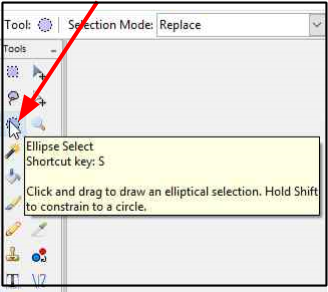 Tool: Selection Mode: Replace
Tools
Ellipse Select
Shortcut key: S
Click and drag to draw an elliptical selection. Hold Shift
to constrain to a circle.